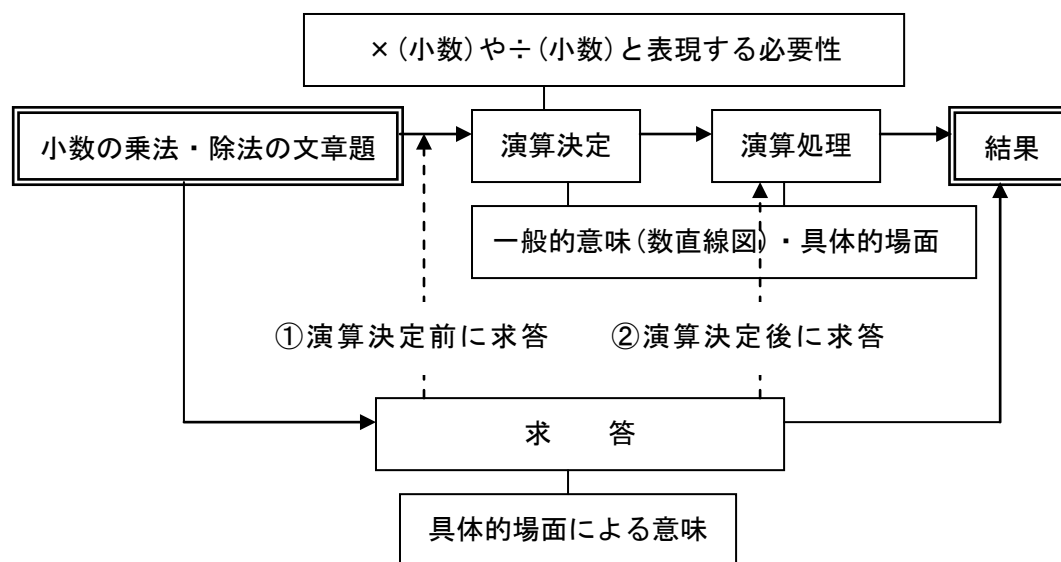 ×(小数)や÷(小数)と表現する必要性
小数の乗法・除法の文章題
演算決定
演算処理
結果
一般的意味(数直線図)・具体的場面
①演算決定前に求答
②演算決定後に求答
求 答
具体的場面による意味